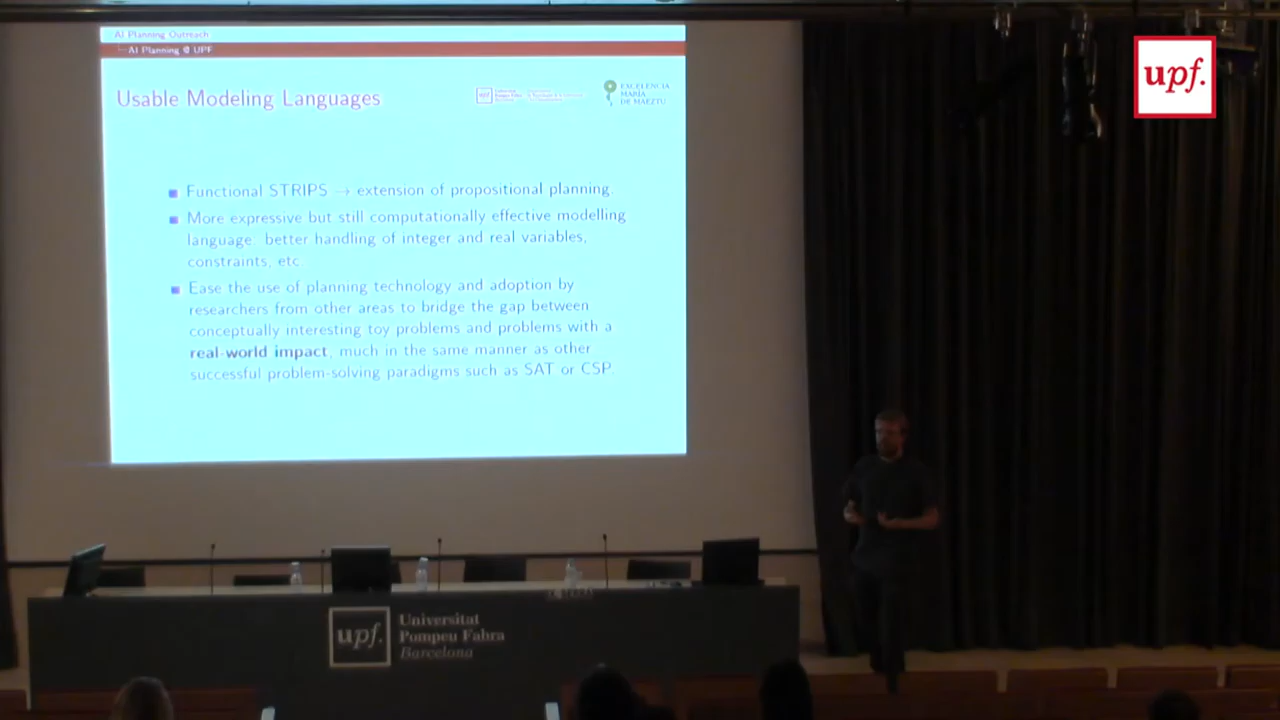 AI Planning Outreach
AI Planning @ UPF
upf.
Usable Modeling Languages
upf
EXCELENCIA
MARÍA
DE MAEZTU
Functional STRIPS → extension of propositional planning.
More expressive but still computationally effective modelling
language: better handling of integer and real variables,
constraints, etc.
Ease the use of planning technology and adoption by
researchers from other areas to bridge the gap between
conceptually interesting toy problems and problems with a
real-world impact, much in the same manner as other
successful problem-solving paradigms such as SAT or CSP.
upf.
Universitat
Pompeu Fabra
Barcelona